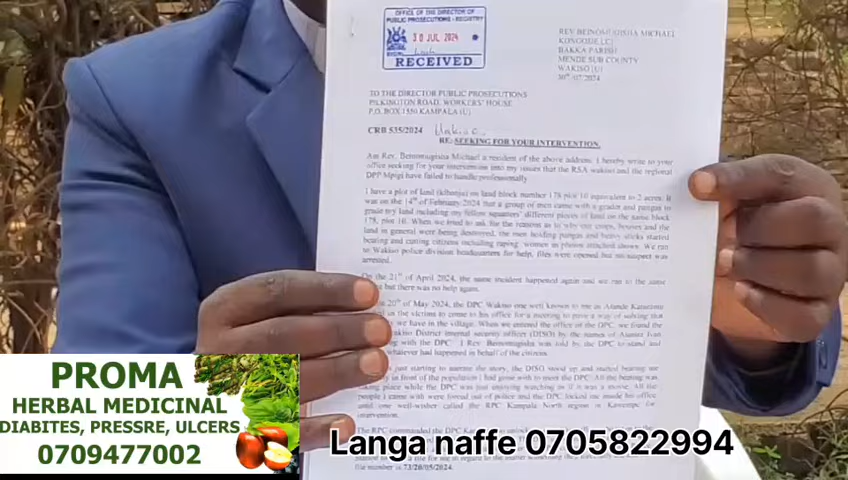 OFFICE OF THE DIRECTOR OF
PUBLIC PROSECUTIONS - REGISTRY
30 JUL 2024
RECEIVED
REV BEINOMUGISHA MICHAEL
KONGODE LCI
BAKKA PARISH
MENDE SUB COUNTY
WAKISO (U)
30th/07/2024
TO THE DIRECTOR PUBLIC PROSECUTIONS
PILKINGTON ROAD, WORKERS' HOUSE
P.O. BOX 1550 KAMPALA (U)
CRB 535/2024
RE: SEEKING FOR YOUR INTERVENTION.
Am Rev. Beinomugisha Michael a resident of the above address. I hereby write to your
office seeking for your intervention into my issues that the RSA wakiso and the regional
DPP Mpigi have failed to handle professionally.
I have a plot of land (kibanja) on land block number 178 plot 10 equivalent to 2 acres. It
was on the 14th of February 2024 that a group of men came with a grader and pangas to
grade my land including my fellow squatters' different pieces of land on the same block
178, plot 10. When we tried to ask for the reasons as to why our crops, houses and the
land in general were being destroyed, the men holding pangas and heavy sticks started
beating and cutting citizens including raping women as photos attached shows. We ran
to Wakiso police division headquarters for help, files were opened but no suspect was
arrested.
On the 21st of April 2024, the same incident happened again and we ran to the same
but there was no help again.
20th of May 2024, the DPC Wakiso one well known to me as Alande
the victims to come to his office for a meeting to pave a way of solving
we have in the village. When we entered the office of the DPC, we found the
District internal security officer (DISO)
with the DPC. I Rev. Beinomugisha was told by the DPC to stand and
whatever had happened in behalf of the citizens.
just starting to narrate the story, the DISO stood up and started beating me
in front of the population I had gone with to meet the DPC. All the beating was
taking place while the DPC was just enjoying watching as if it was a movie. All the
people I came with were forced out of police and the DPC locked me inside his office
until one well-wisher called the RPC Kampala North region in Kawempe for
intervention.
The RPC commanded the DPC
file number is 73/20/05/2024.
PROMA
HERBAL MEDICINAL
DIABITES, PRESSRE, ULCERS
0709477002
Langa naffe 0705822994